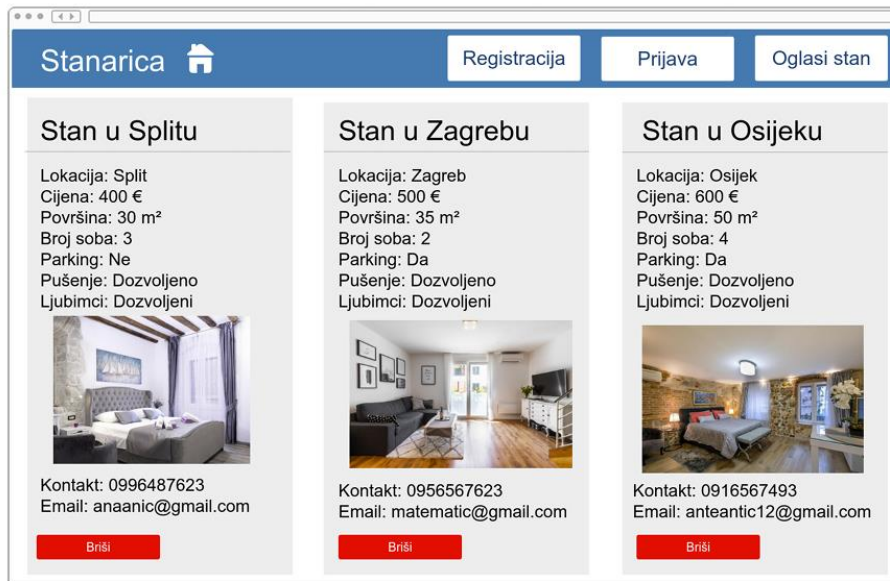 Stanarica
Registracija
Prijava
Oglasi stan
Stan u Splitu
Lokacija: Split
Cijena: 400 €
Površina: 30 m²
Broj soba: 3
Parking: Ne
Pušenje: Dozvoljeno
Ljubimci: Dozvoljeni
Kontakt: 0996487623
Email: anaanic@gmail.com
Briši
Stan u Zagrebu
Lokacija: Zagreb
Cijena: 500 €
Površina: 35 m²
Broj soba: 2
Parking: Da
Pušenje: Dozvoljeno
Ljubimci: Dozvoljeni
Kontakt: 0956567623
Email: matematic@gmail.com
Briši
Stan u Osijeku
Lokacija: Osijek
Cijena: 600 €
Površina: 50 m²
Broj soba: 4
Parking: Da
Pušenje: Dozvoljeno
Ljubimci: Dozvoljeni
Kontakt: 0916567493
Email: anteantic12@gmail.com
Briši